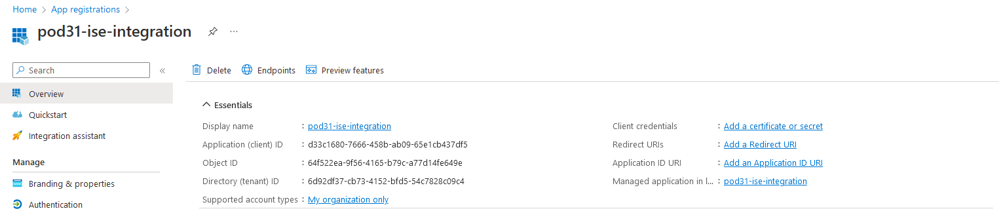 Home > App registrations >
pod31-ise-integration
Search
Overview
Quickstart
Integration assistant
Manage
Branding & properties
Authentication
Delete Endpoints Preview features
Essentials
Display name : pod31-ise-integration
Application (client) ID : d33c1680-7666-458b-ab09-65e1cb437df5
Object ID : 64f522ea-9f56-4165-b79c-a77d14fe649e
Directory (tenant) ID : 6d92df37-cb73-4152-bfd5-54c7828c09c4
Supported account types : My organization only
Client credentials : Add a certificate or secret
Redirect URIs : Add a Redirect URI
Application ID URI : Add an Application ID URI
Managed application in l... : pod31-ise-integration